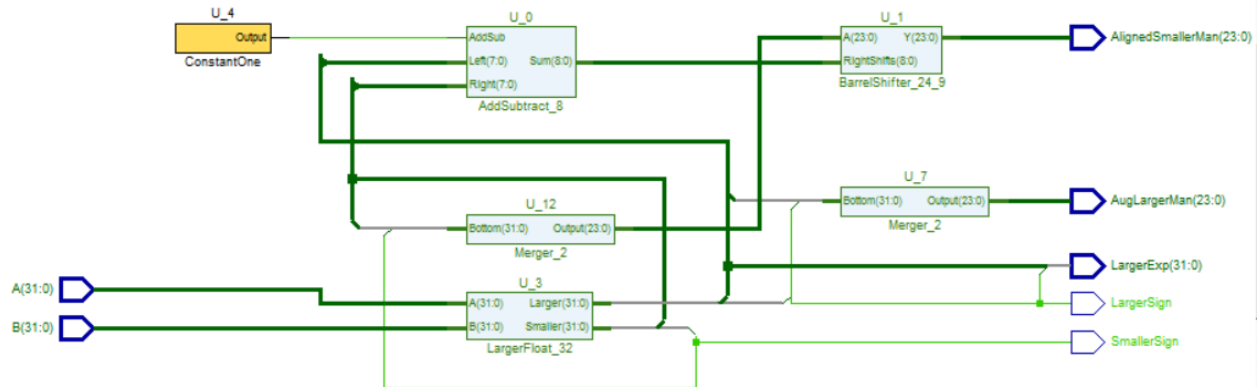 U_4
Output
ConstantOne
U_0
AddSub
Left(7:0) Sum(8:0)
Right(7:0)
AddSubtract_8
U_1
A(23:0) Y(23:0)
RightShifts(8:0)
BarrelShifter_24_9
AlignedSmallerMan(23:0)
U_12
Bottom(31:0) Output(23:0)
Merger_2
U_7
Bottom(31:0) Output(23:0)
Merger_2
AugLargerMan(23:0)
LargerExp(31:0)
A(31:0)
B(31:0)
U_3
A(31:0) Larger(31:0)
B(31:0) Smaller(31:0)
LargerFloat_32
LargerSign
SmallerSign